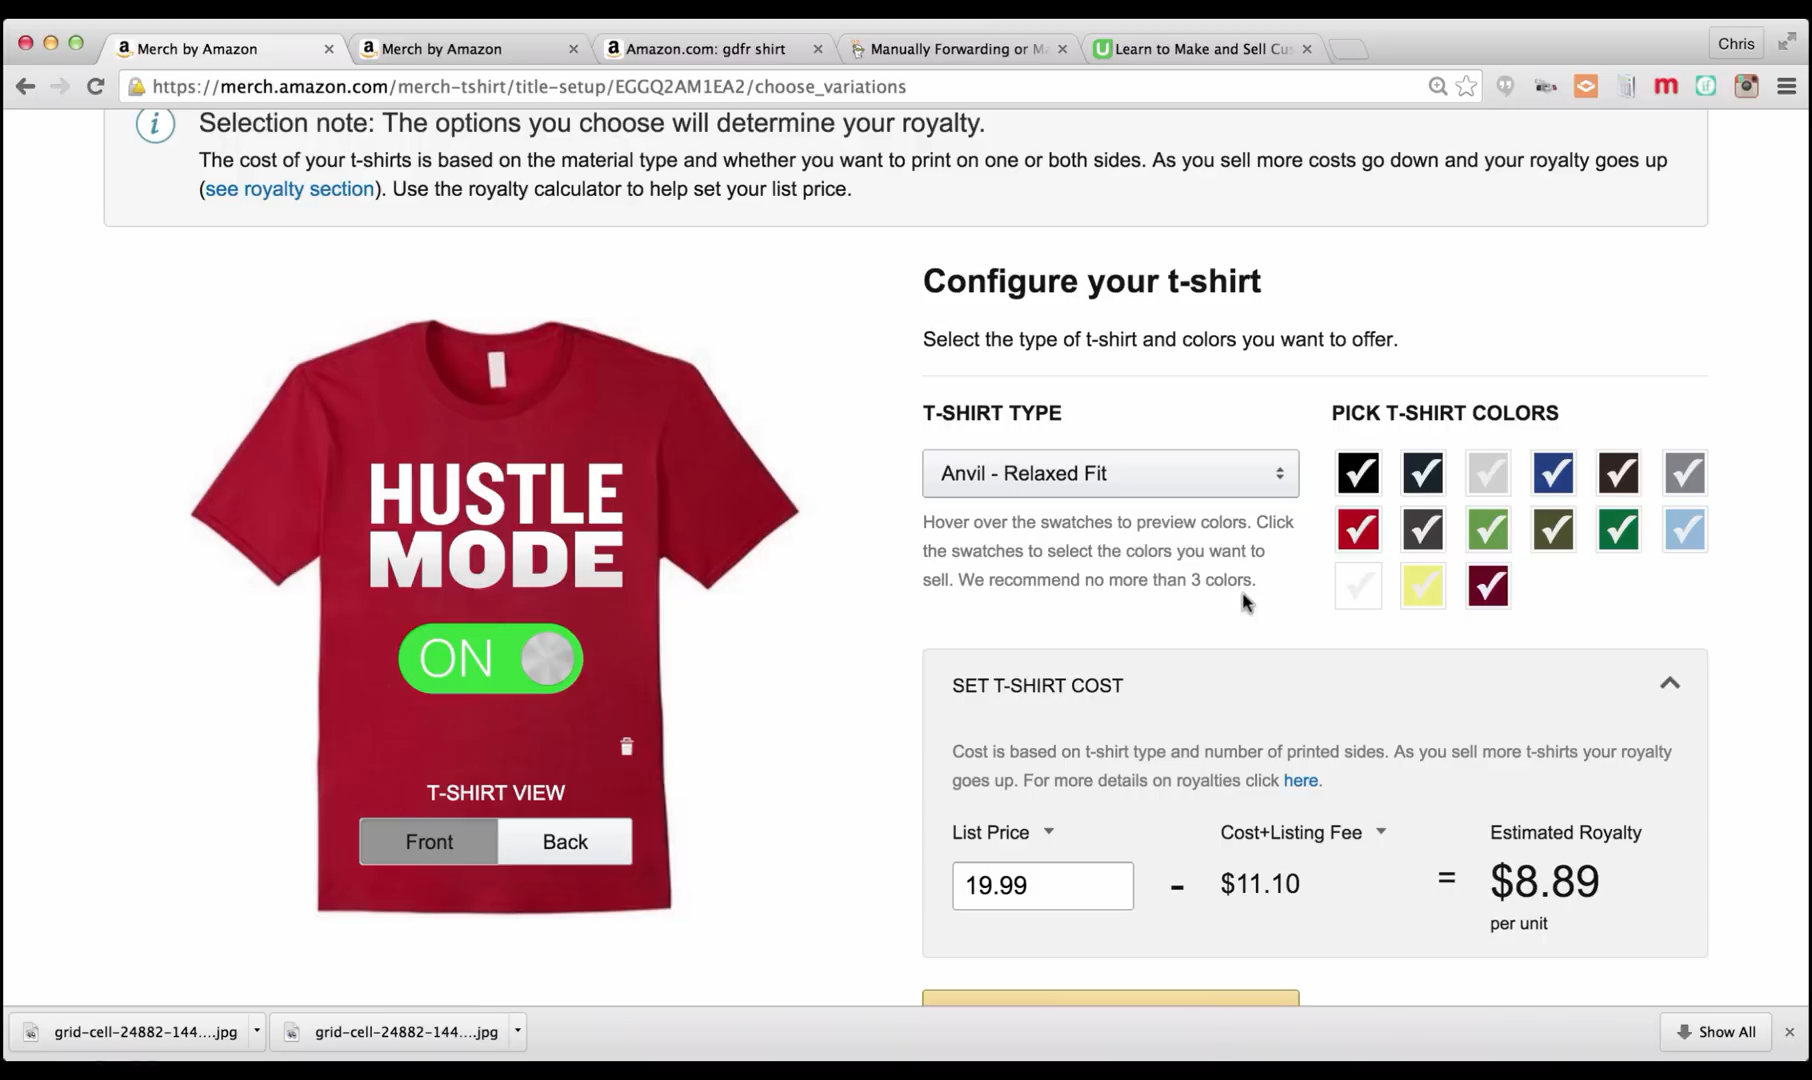 Merch by Amazon
Merch by Amazon
Amazon.com: gdfr shirt
Manually Forwarding or Ma
Learn to Make and Sell Cus
Chris
https://merch.amazon.com/merch-tshirt/title-setup/EGGQ2AM1EA2/choose_variations
Selection note: The options you choose will determine your royalty.
The cost of your t-shirts is based on the material type and whether you want to print on one or both sides. As you sell more costs go down and your royalty goes up
(see royalty section). Use the royalty calculator to help set your list price.
HUSTLE
MODE
ON
T-SHIRT VIEW
Front
Back
Configure your t-shirt
Select the type of t-shirt and colors you want to offer.
T-SHIRT TYPE
Anvil - Relaxed Fit
Hover over the swatches to preview colors. Click
the swatches to select the colors you want to
sell. We recommend no more than 3 colors.
PICK T-SHIRT COLORS
SET T-SHIRT COST
Cost is based on t-shirt type and number of printed sides. As you sell more t-shirts your royalty
goes up. For more details on royalties click here.
List Price
Cost+Listing Fee
Estimated Royalty
19.99
-
$11.10
=
$8.89
per unit
grid-cell-24882-144....jpg
grid-cell-24882-144....jpg
Show All